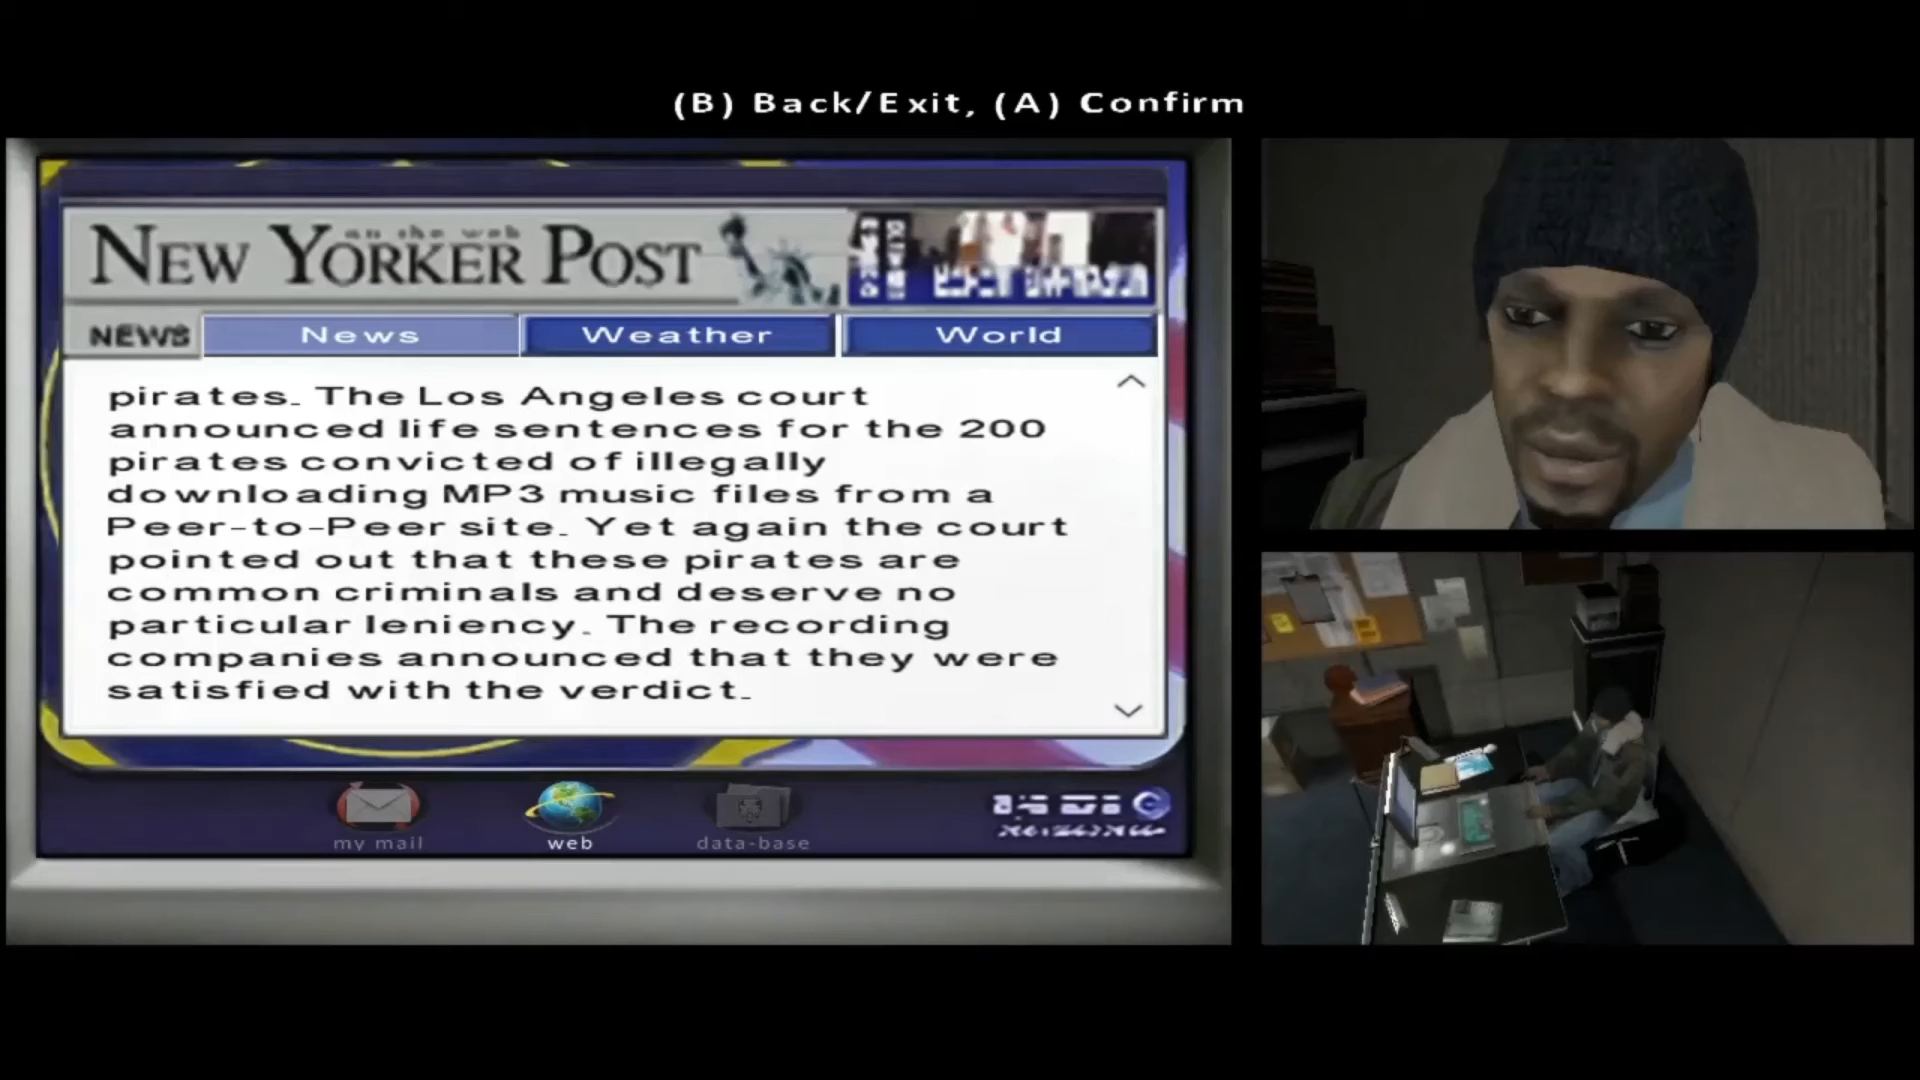 (B) Back/Exit, (A) Confirm
on the web
NEW YORKER POST
NEWS
News
Weather
World
pirates. The Los Angeles court
announced life sentences for the 200
pirates convicted of illegally
downloading MP3 music files from a
Peer-to-Peer site. Yet again the court
pointed out that these pirates are
common criminals and deserve no
particular leniency. The recording
companies announced that they were
satisfied with the verdict.
my mail
web
data-base